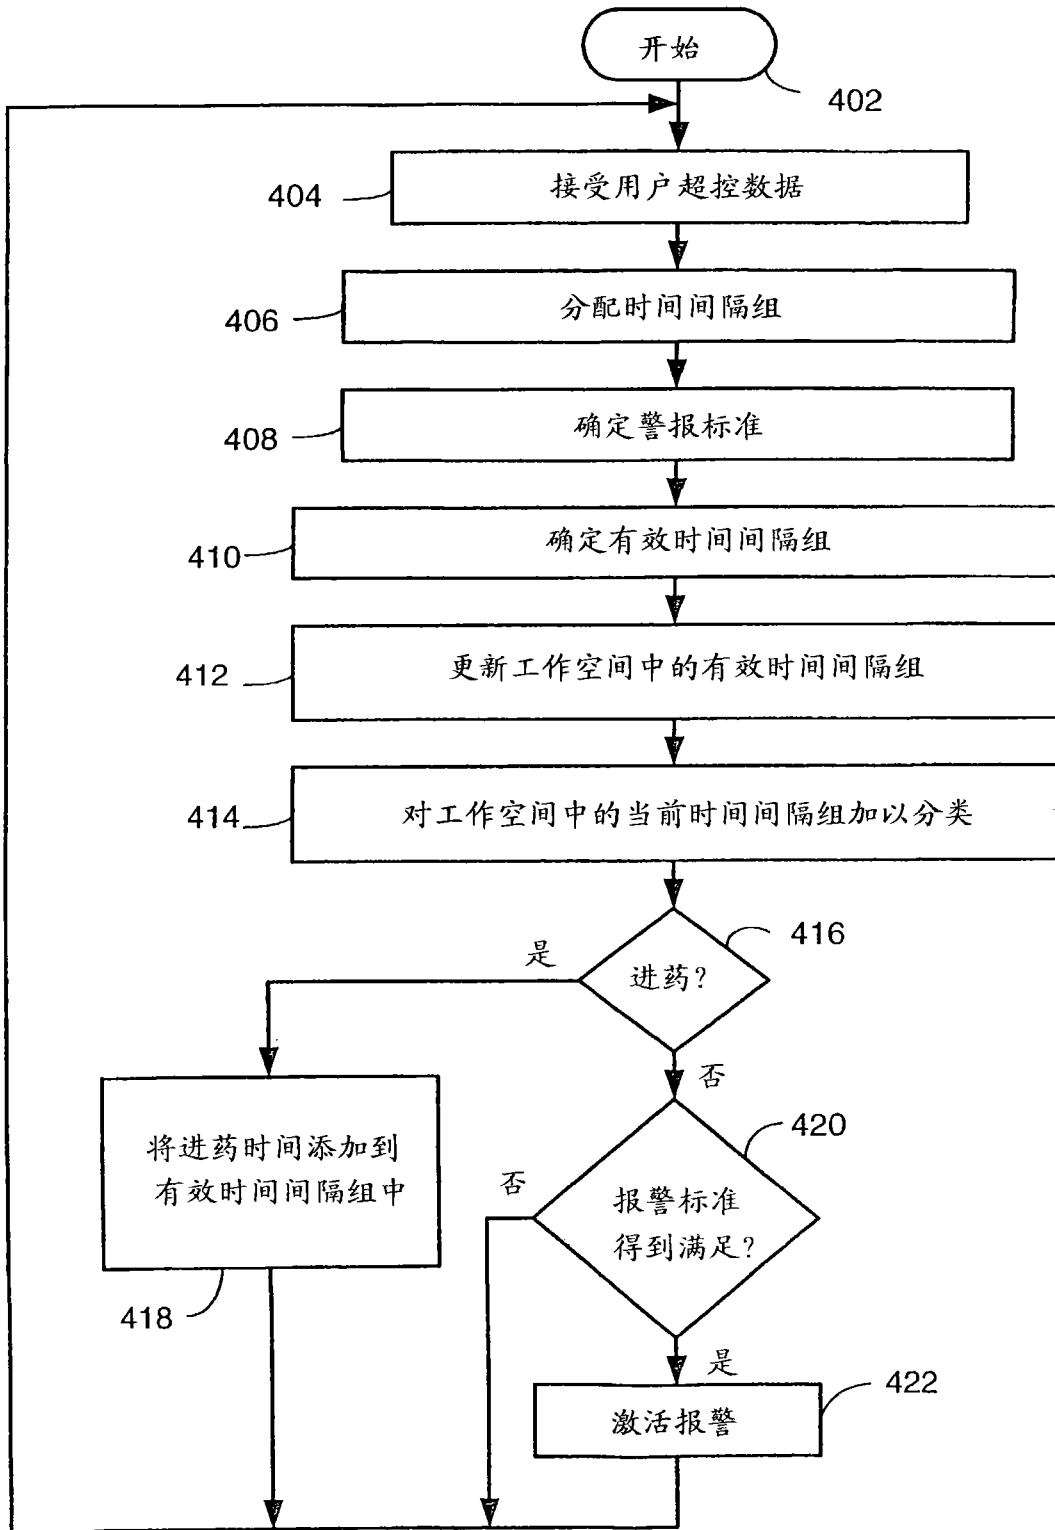 开始
402
接受用户超控数据
404
分配时间间隔组
406
确定警报标准
408
确定有效时间间隔组
410
更新工作空间中的有效时间间隔组
412
对工作空间中的当前时间间隔组加以分类
414
416
是
进药?
否
将进药时间添加到
有效时间间隔组中
418
420
否
报警标准
得到满足?
是
422
激活报警